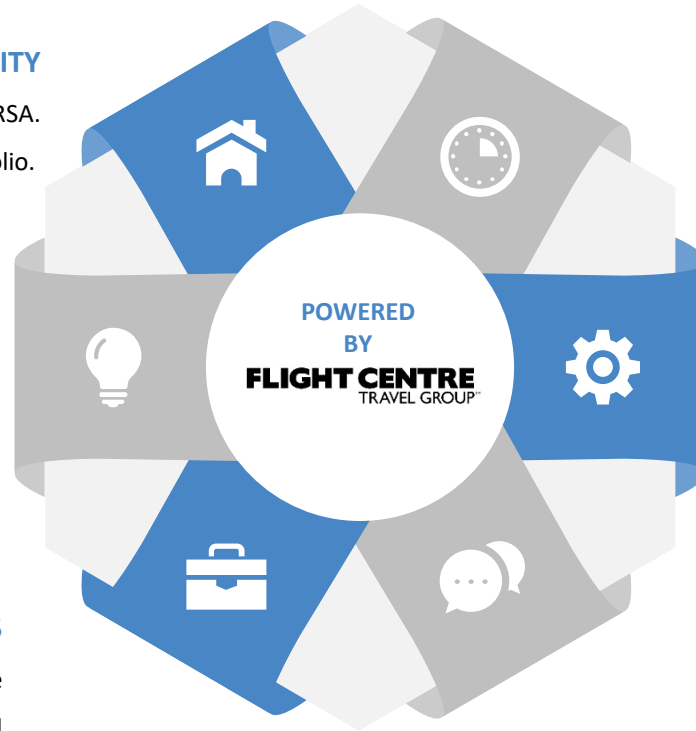 ITY
RSA.
olio.
POWERED
BY
FLIGHT CENTRE
TRAVEL GROUP
e